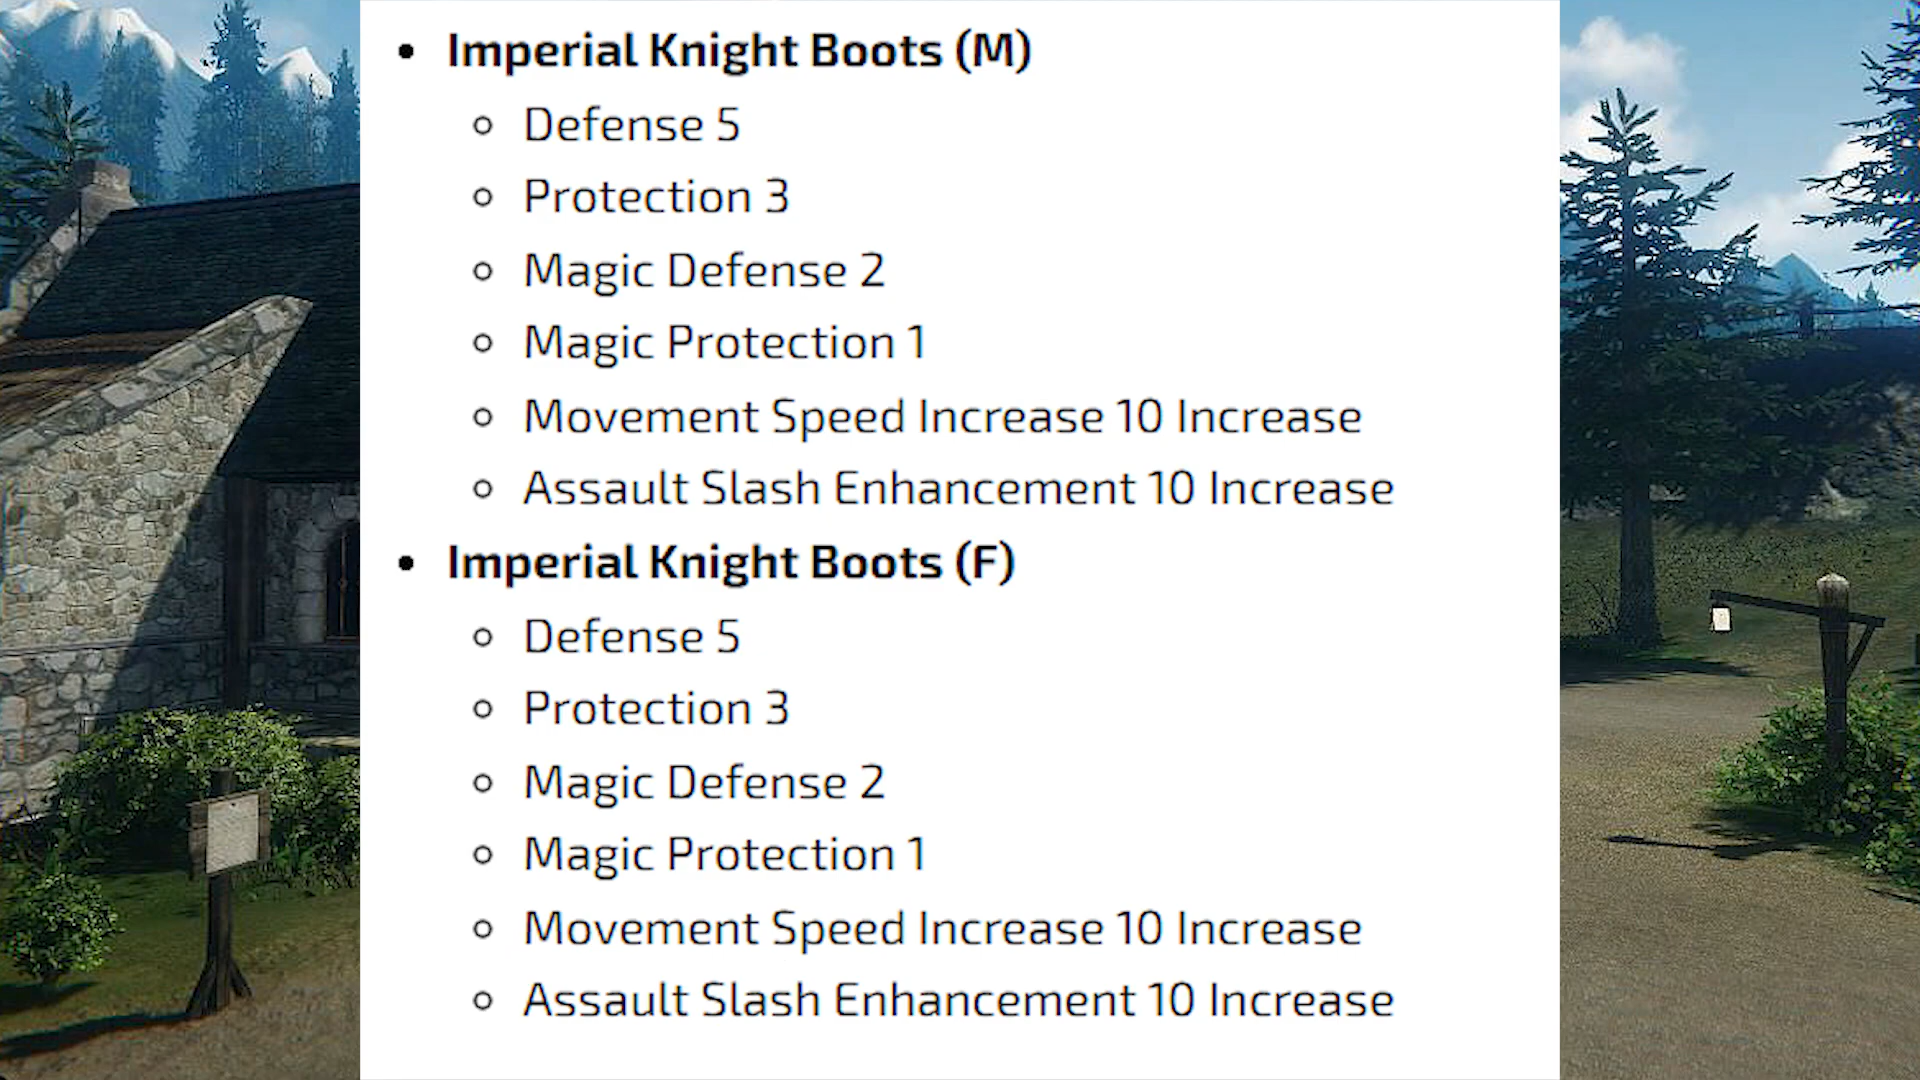 Imperial Knight Boots (M)
Defense 5
Protection 3
Magic Defense 2
Magic Protection 1
Movement Speed Increase 10 Increase
Assault Slash Enhancement 10 Increase
Imperial Knight Boots (F)
Defense 5
Protection 3
Magic Defense 2
Magic Protection 1
Movement Speed Increase 10 Increase
Assault Slash Enhancement 10 Increase